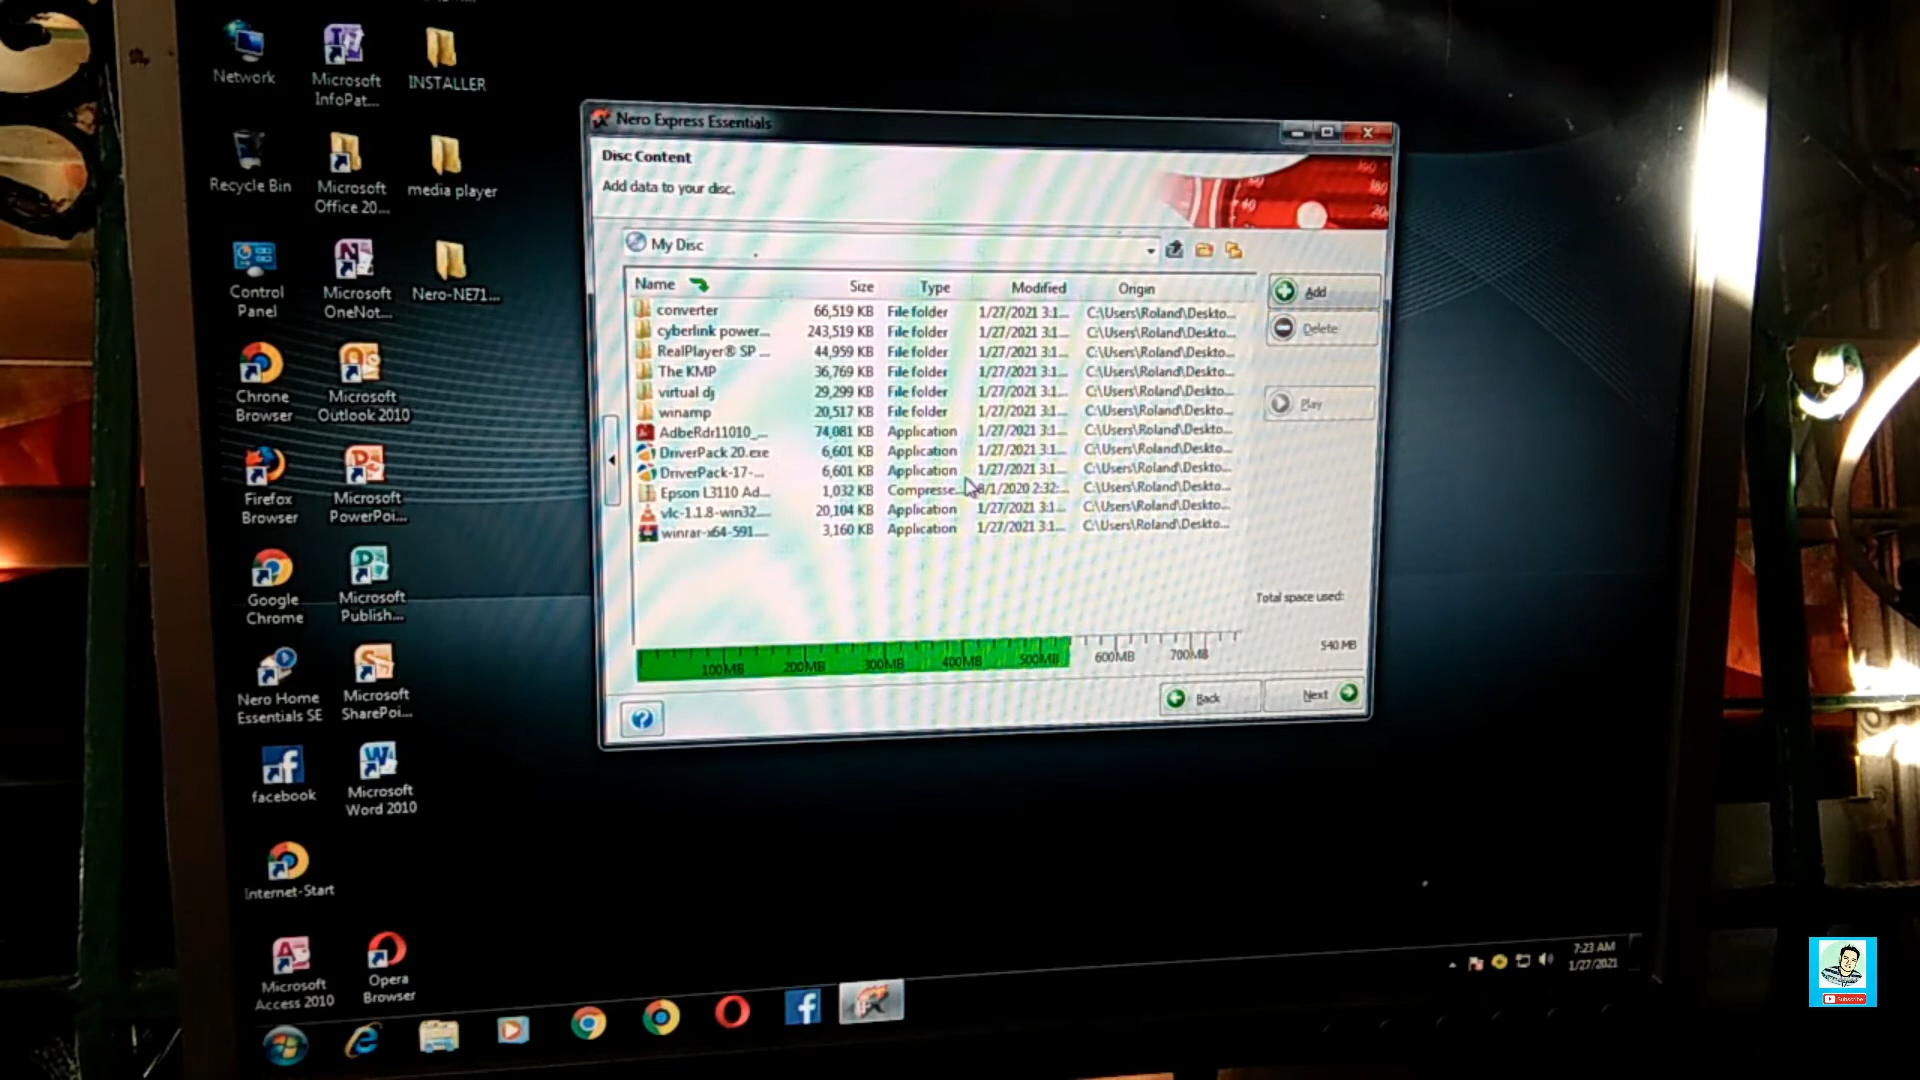 Network
Microsoft
InfoPat...
INSTALLER
Recycle Bin
Microsoft
Office 20...
media player
Control
Panel
Microsoft
OneNot...
Nero-NE71...
Chrome
Browser
Microsoft
Outlook 2010
Firefox
Browser
Microsoft
PowerPoi...
Google
Chrome
Microsoft
Publish...
Nero Home
Essentials SE
Microsoft
SharePoi...
facebook
Microsoft
Word 2010
Internet-Start
Microsoft
Access 2010
Opera
Browser
Nero Express Essentials
Disc Content
Add data to your disc.
My Disc
Name Size Type Modified Origin
converter 66,519 KB File folder 1/27/2021 3:1... C:\Users\Roland\Deskto...
cyberlink power... 243,519 KB File folder 1/27/2021 3:1... C:\Users\Roland\Deskto...
RealPlayer® SP ... 44,959 KB File folder 1/27/2021 3:1... C:\Users\Roland\Deskto...
The KMP 36,769 KB File folder 1/27/2021 3:1... C:\Users\Roland\Deskto...
virtual dj 29,299 KB File folder 1/27/2021 3:1... C:\Users\Roland\Deskto...
winamp 20,517 KB File folder 1/27/2021 3:1... C:\Users\Roland\Deskto...
AdbeRdr11010_... 74,081 KB Application 1/27/2021 3:1... C:\Users\Roland\Deskto...
DriverPack 20.exe 6,601 KB Application 1/27/2021 3:1... C:\Users\Roland\Deskto...
DriverPack-17-... 6,601 KB Application 1/27/2021 3:1... C:\Users\Roland\Deskto...
Epson L3110 Ad... 1,032 KB Compresse... 8/1/2020 2:32:... C:\Users\Roland\Deskto...
vlc-1.1.8-win32.... 20,104 KB Application 1/27/2021 3:1... C:\Users\Roland\Deskto...
winrar-x64-591.... 3,160 KB Application 1/27/2021 3:1... C:\Users\Roland\Deskto...
Add
Delete
Play
Total space used:
540 MB
100MB 200MB 300MB 400MB 500MB 600MB 700MB
Back
Next
7:23 AM
1/27/2021
Subscribe